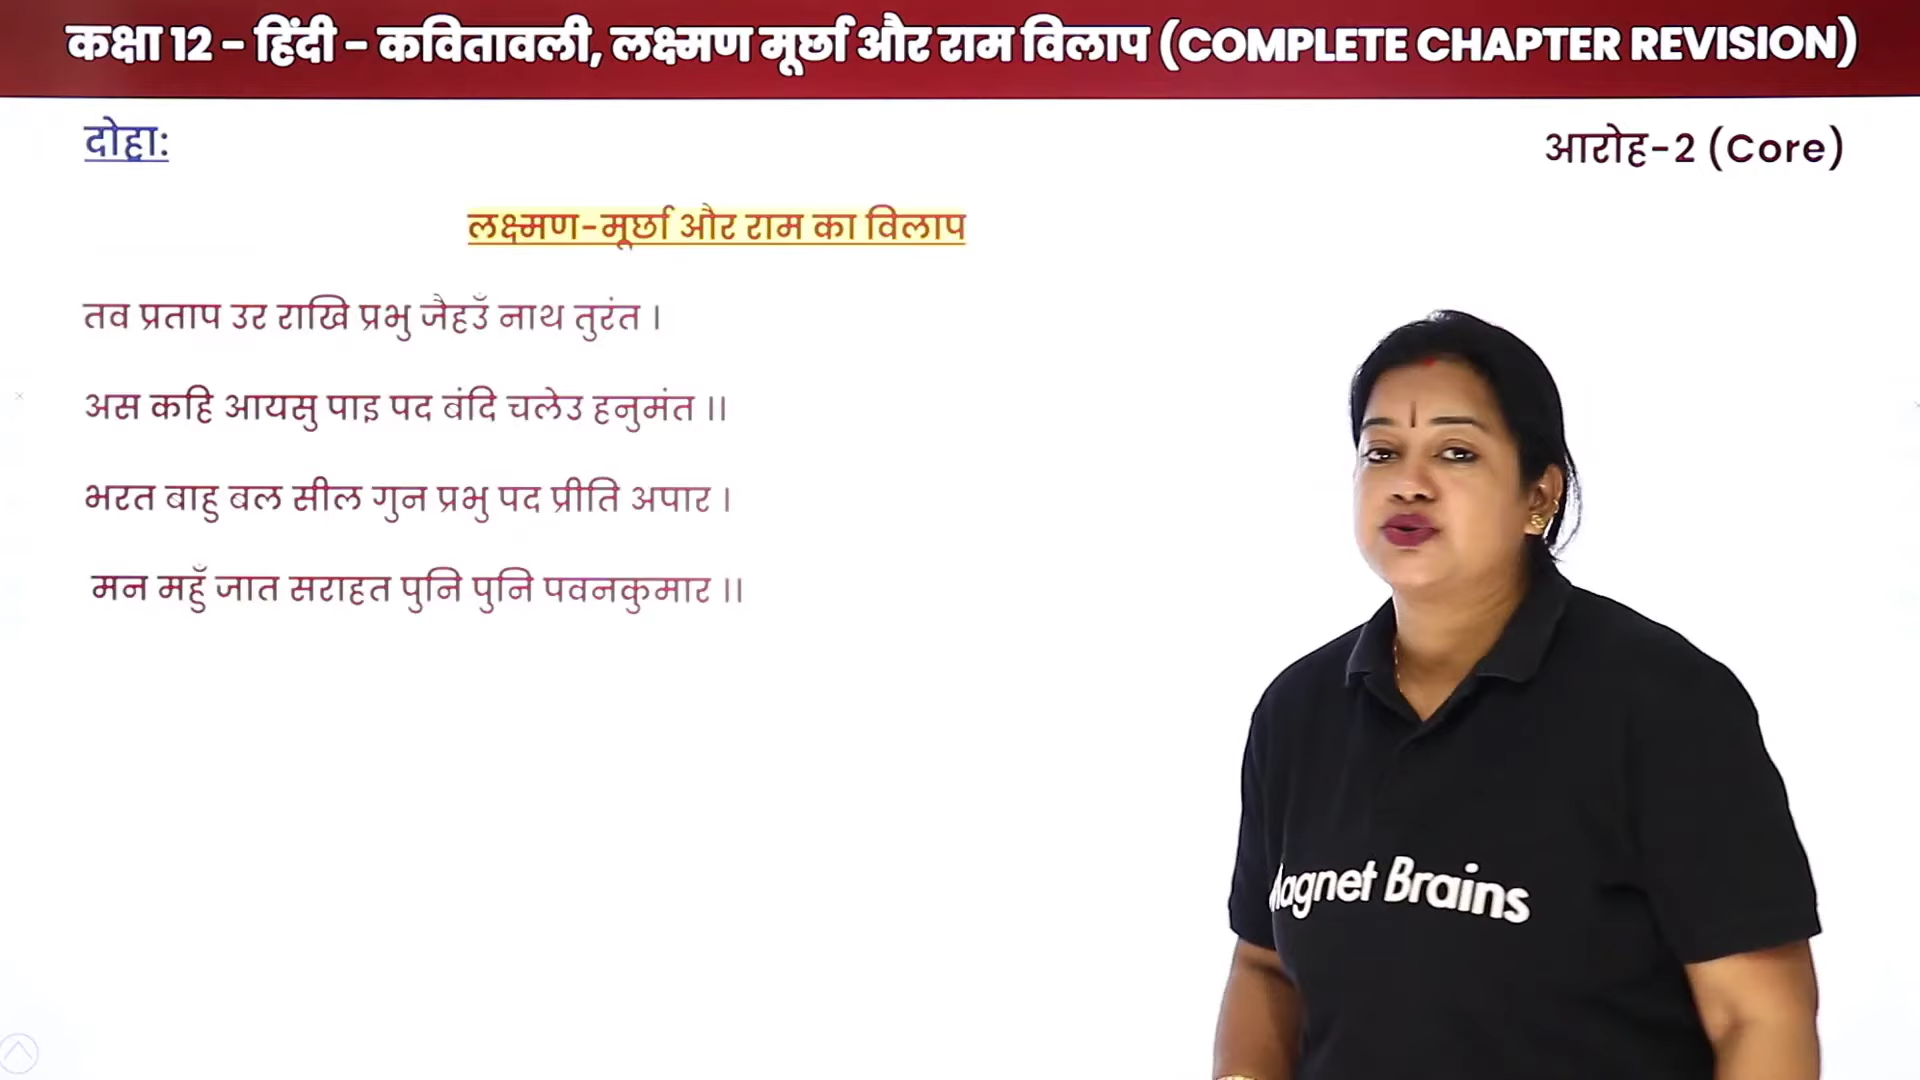 कक्षा 12 - हिंदी - कवितावली, लक्ष्मण मूर्छा और राम विलाप (COMPLETE CHAPTER REVISION)
दोहाः
आरोह-2 (Core)
लक्ष्मण-मूर्छा और राम का विलाप
तव प्रताप उर राखि प्रभु जैहउँ नाथ तुरंत ।
अस कहि आयसु पाइ पद बंदि चलेउ हनुमंत ।।
भरत बाहु बल सील गुन प्रभु पद प्रीति अपार ।
मन महुँ जात सराहत पुनि पुनि पवनकुमार ।।
Magnet Brains